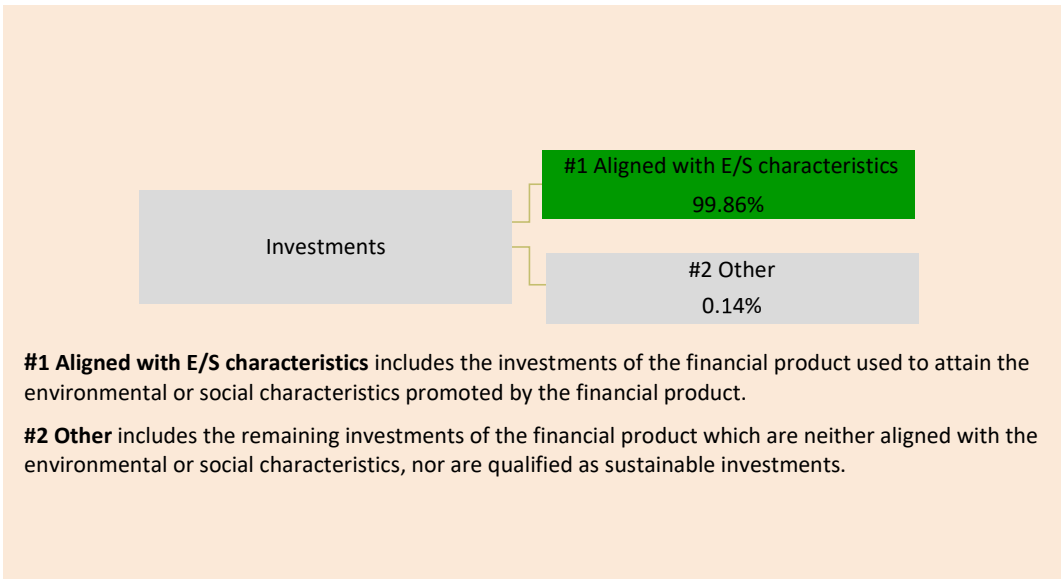 #1 Aligned with E/S characteristics
99.86%
Investments
#2 Other
0.14%
#1 Aligned with E/S characteristics includes the investments of the financial product used to attain the
environmental or social characteristics promoted by the financial product.
#2 Other includes the remaining investments of the financial product which are neither aligned with the
environmental or social characteristics, nor are qualified as sustainable investments.